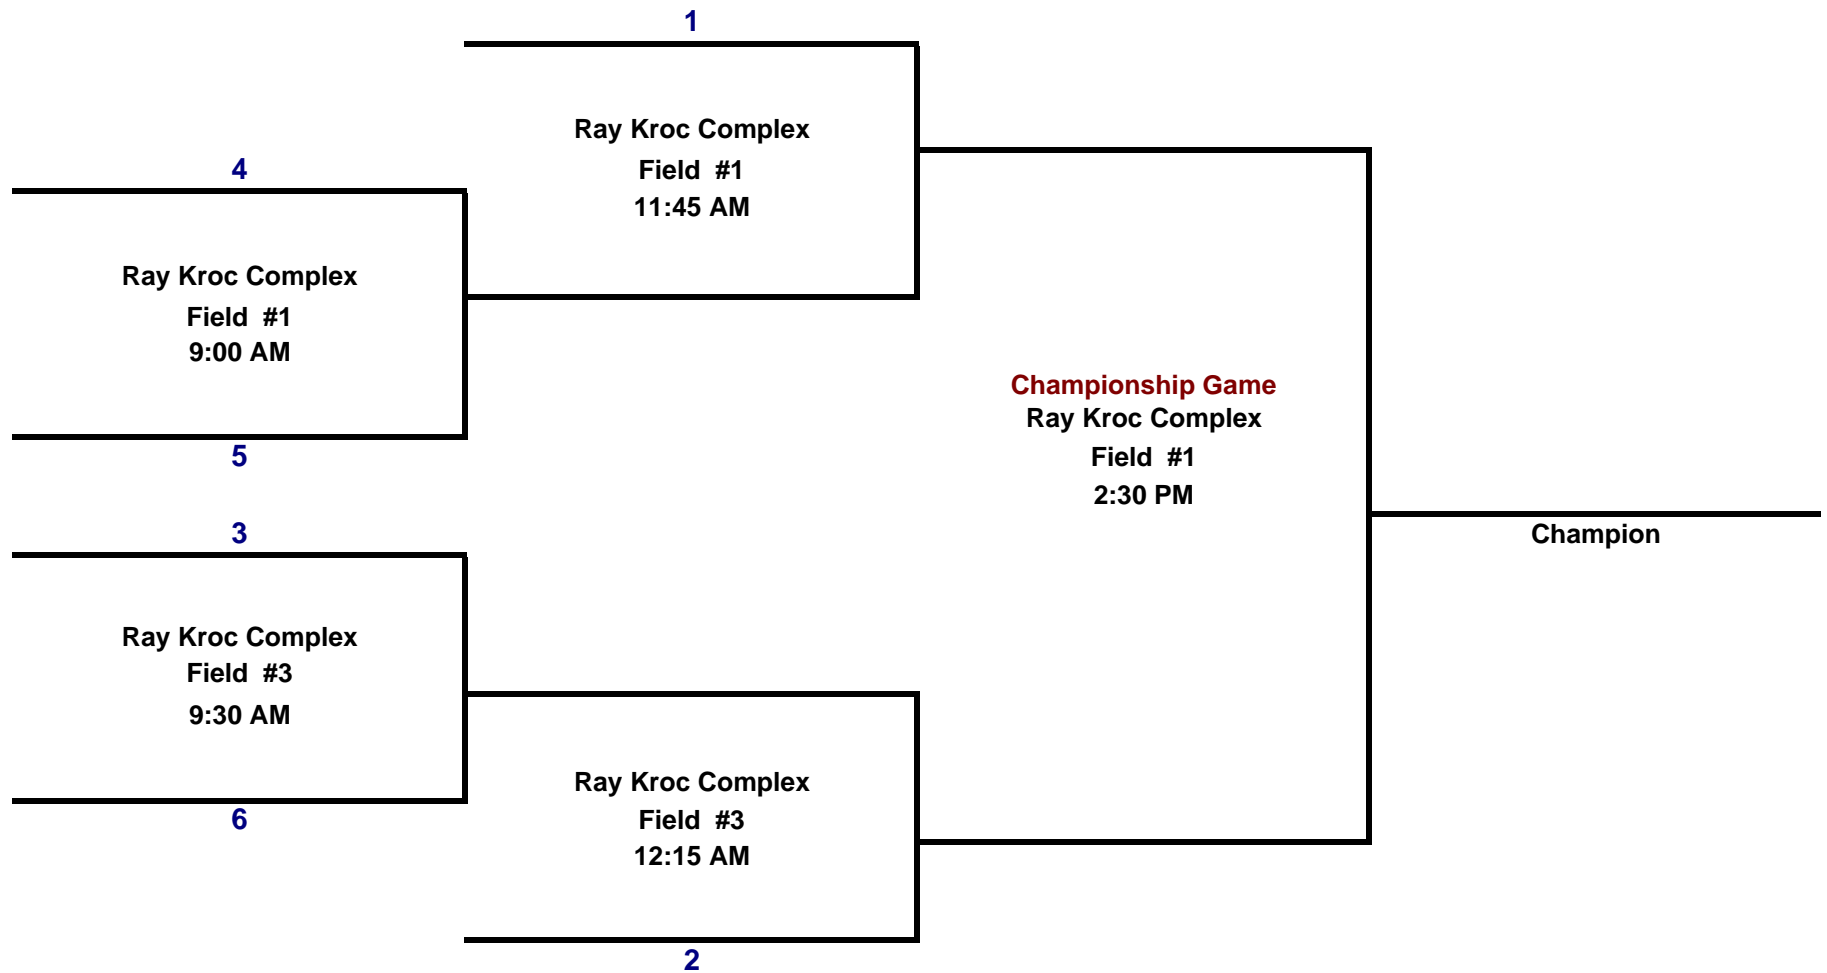 1
Ray Kroc Complex
Field #1
11:45 AM
4
Ray Kroc Complex
Field #1
9:00 AM
5
Championship Game
Ray Kroc Complex
Field #1
2:30 PM
Champion
3
Ray Kroc Complex
Field #3
9:30 AM
6
Ray Kroc Complex
Field #3
12:15 AM
2